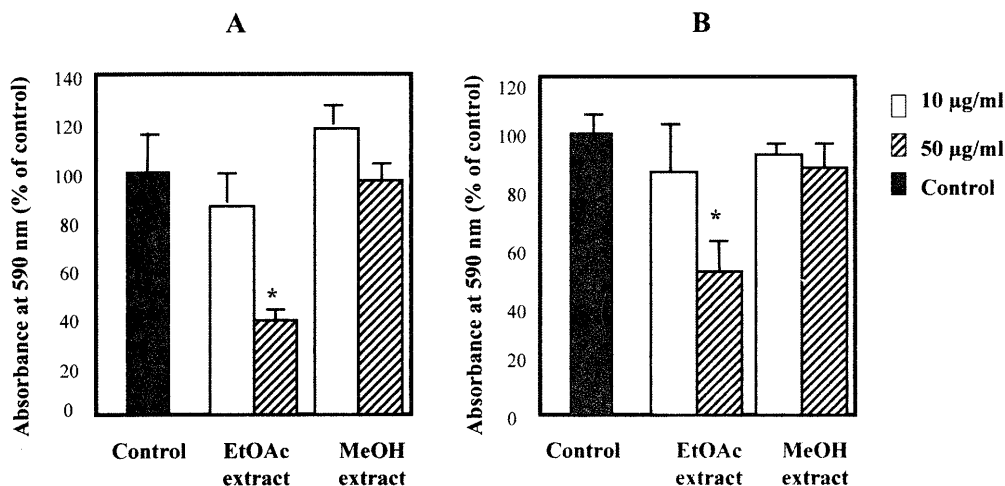 A
B
Absorbance at 590 nm (% of control)
140
120
100
80
60
40
20
0
*
Control
EtOAc
extract
MeOH
extract
Absorbance at 590 nm (% of control)
120
100
80
60
40
20
0
*
Control
EtOAc
extract
MeOH
extract
10 µg/ml
50 µg/ml
Control